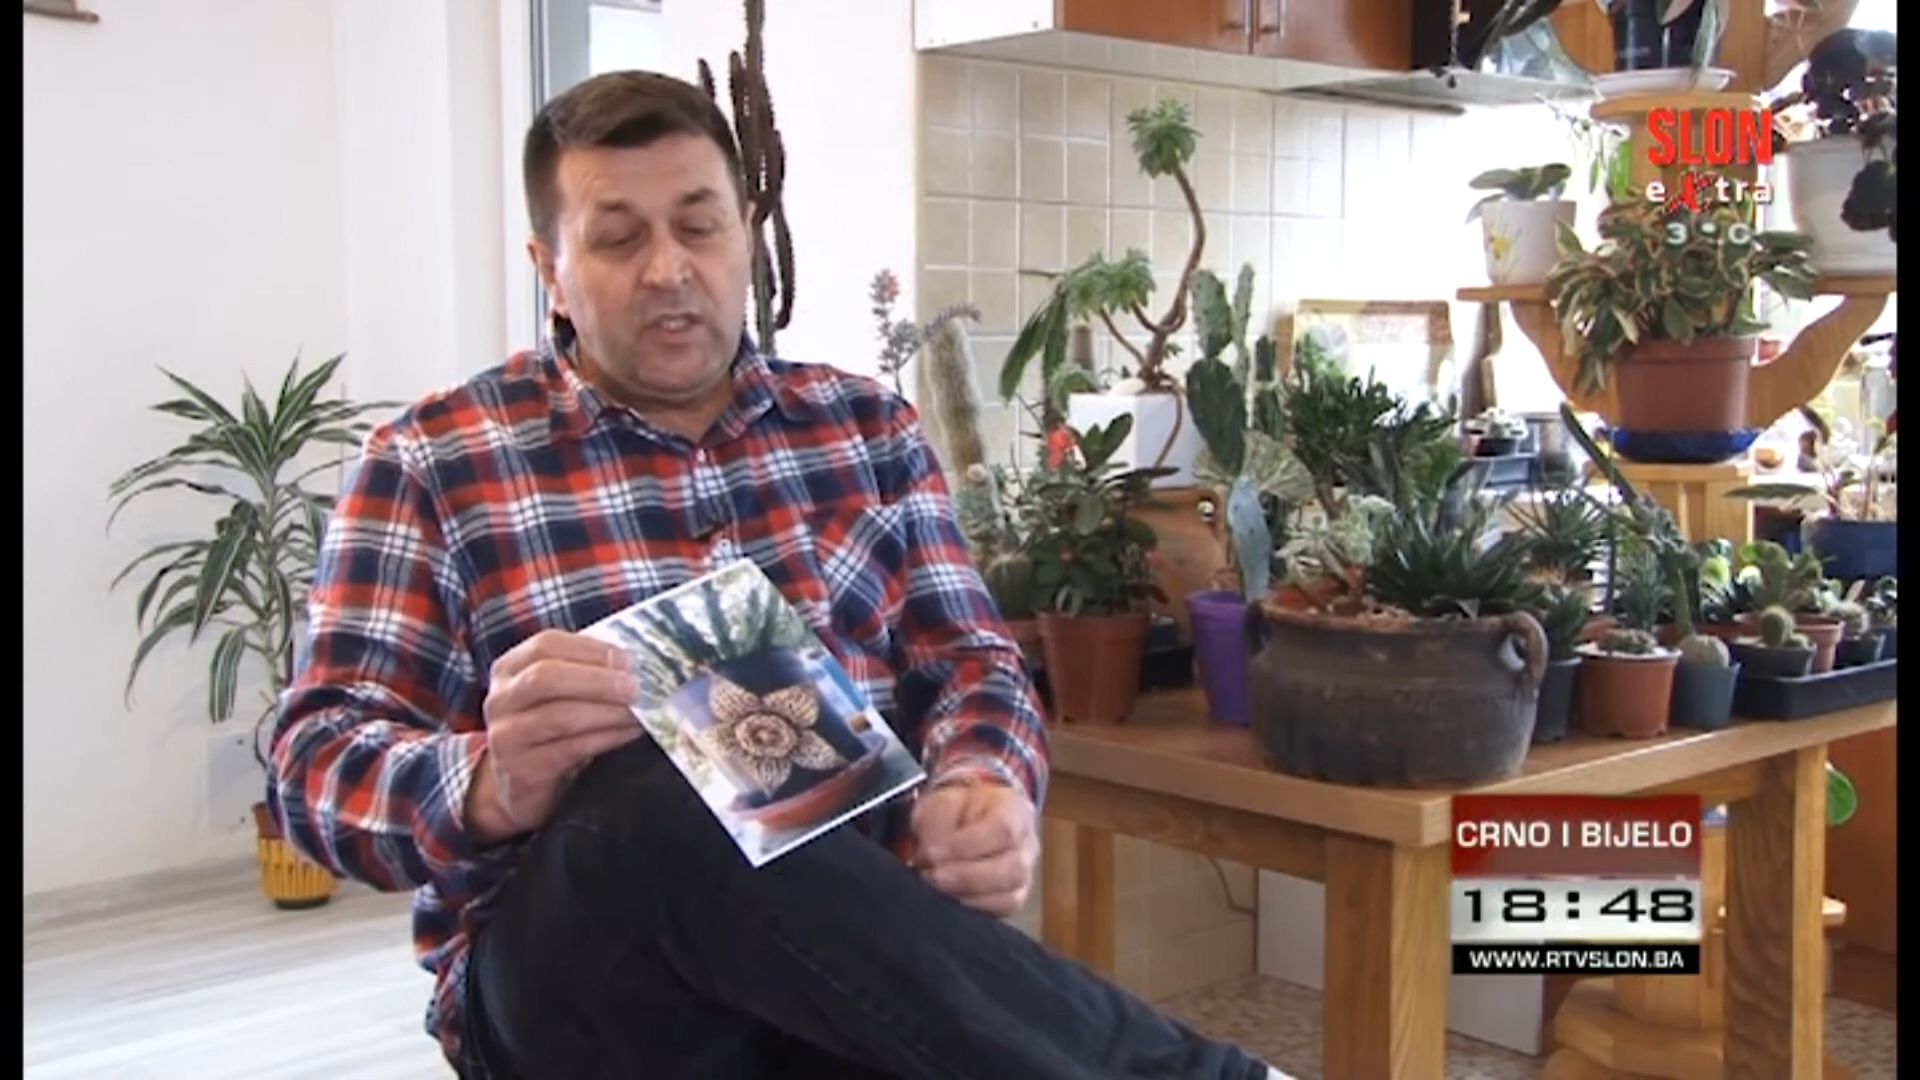 SLON
extra
3°C
CRNO I BIJELO
18:48
WWW.RTVSLON.BA